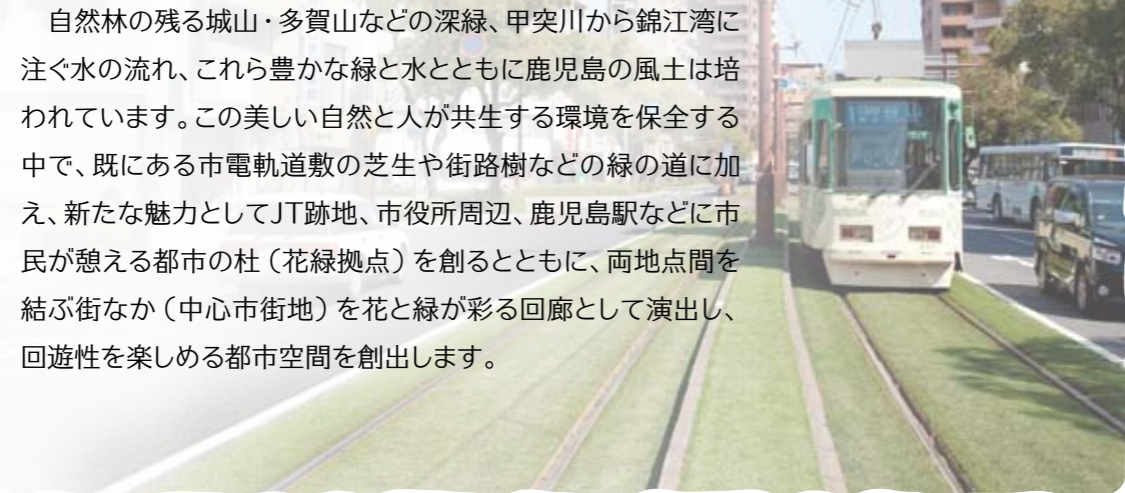 自然林の残る城山・多賀山などの深緑、甲突川から錦江湾に
注ぐ水の流れ、これら豊かな緑と水とともに鹿児島の風土は培
われています。この美しい自然と人が共生する環境を保全する
中で、既にある市電軌道敷の芝生や街路樹などの緑の道に加
え、新たな魅力としてJT跡地、市役所周辺、鹿児島駅などに市
民が憩える都市の杜（花緑拠点）を創るとともに、両地点間を
結ぶ街なか（中心市街地）を花と緑が彩る回廊として演出し、
回遊性を楽しめる都市空間を創出します。